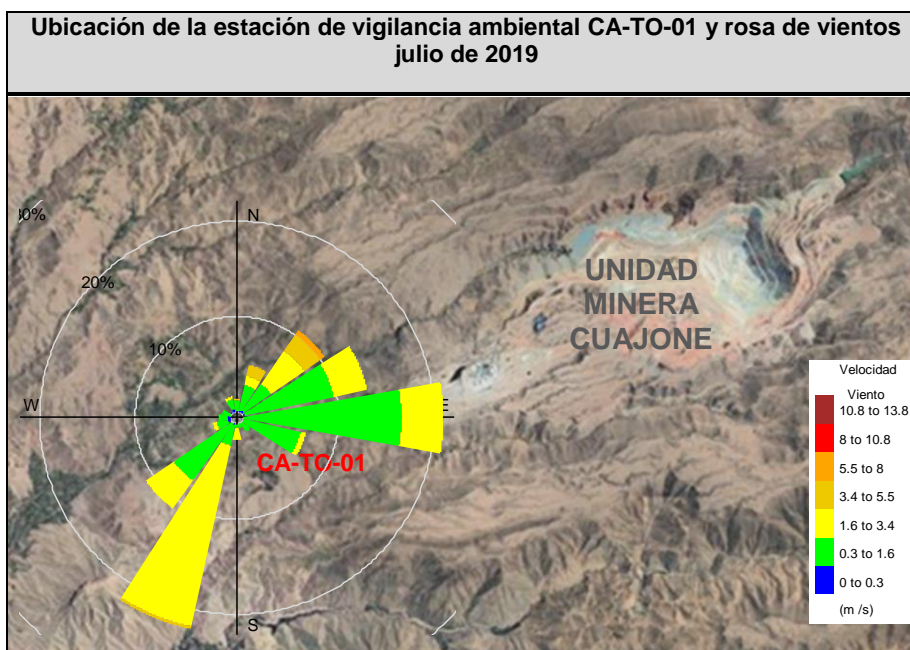 Ubicación de la estación de vigilancia ambiental CA-TO-01 y rosa de vientos
julio de 2019
N
20%
10%
W
E
S
CA-TO-01
UNIDAD
MINERA
CUAJONE
Velocidad
Viento
10.8 to 13.8
8 to 10.8
5.5 to 8
3.4 to 5.5
1.6 to 3.4
0.3 to 1.6
0 to 0.3
(m /s)